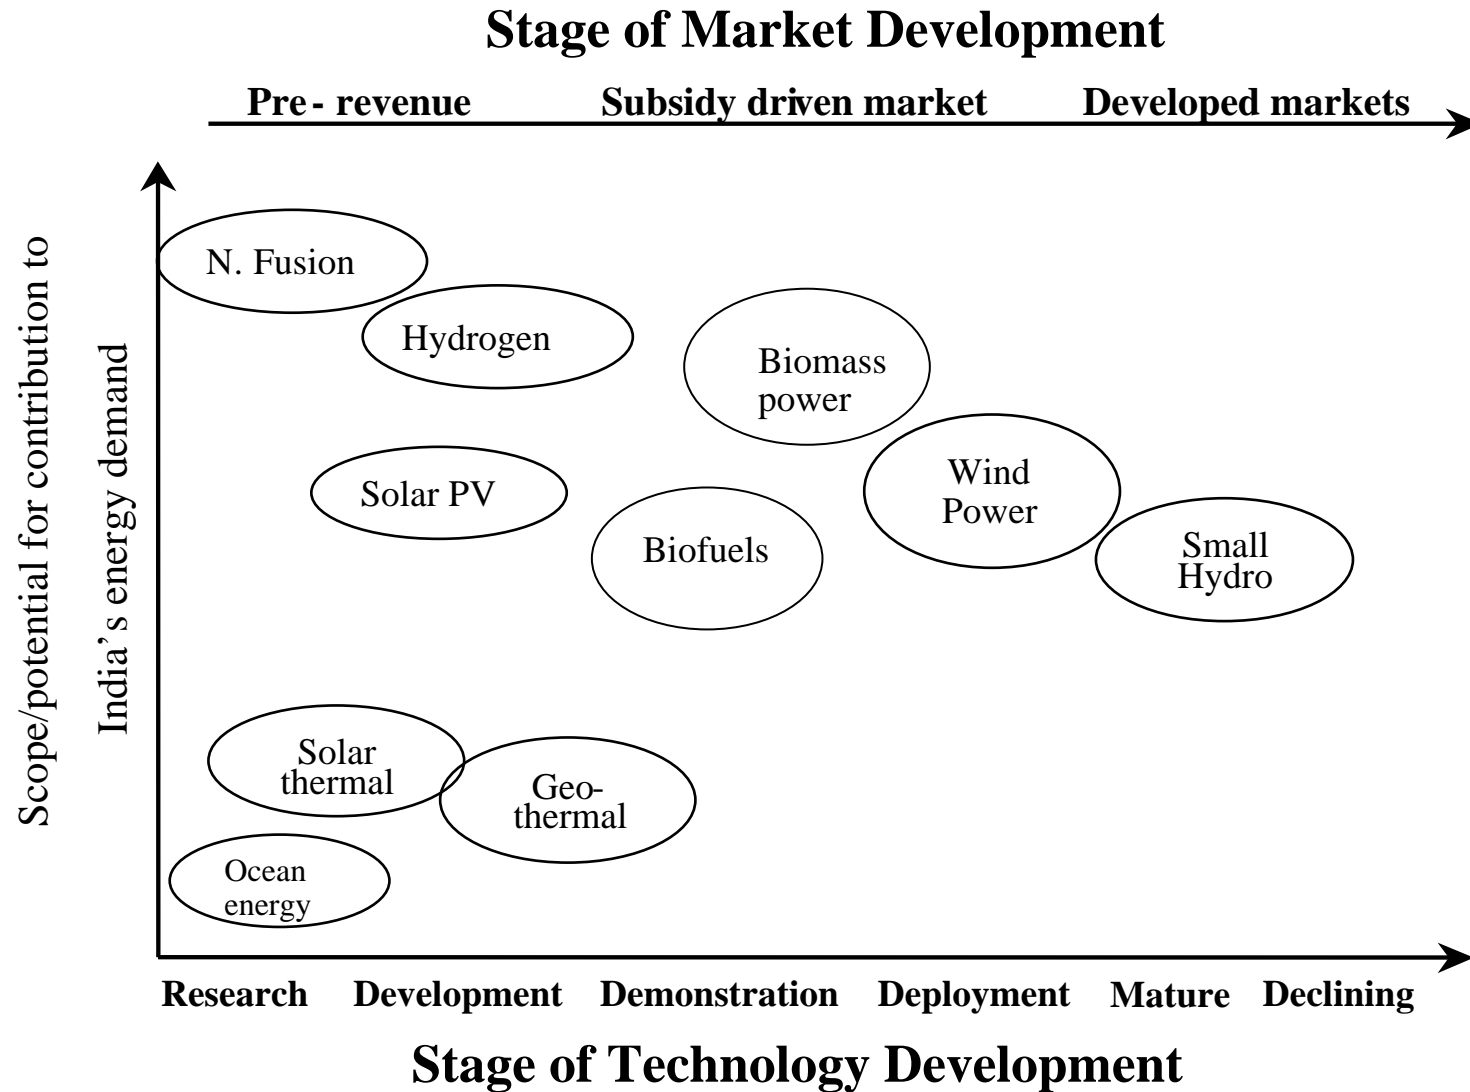 Stage of Market Development
Pre - revenue
Subsidy driven market
Developed markets
Scope/potential for contribution to
India's energy demand
N. Fusion
Hydrogen
Biomass
power
Solar PV
Wind
Power
Biofuels
Small
Hydro
Solar
thermal
Geo-
thermal
Ocean
energy
Research
Development
Demonstration
Deployment
Mature
Declining
Stage of Technology Development